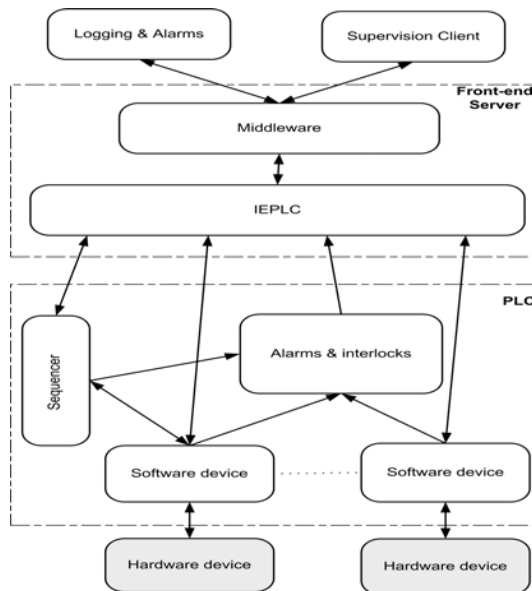 Logging & Alarms
Supervision Client
Front-end
Server
Middleware
IEPLC
PLC
Sequencer
Alarms & interlocks
Software device
Software device
Hardware device
Hardware device